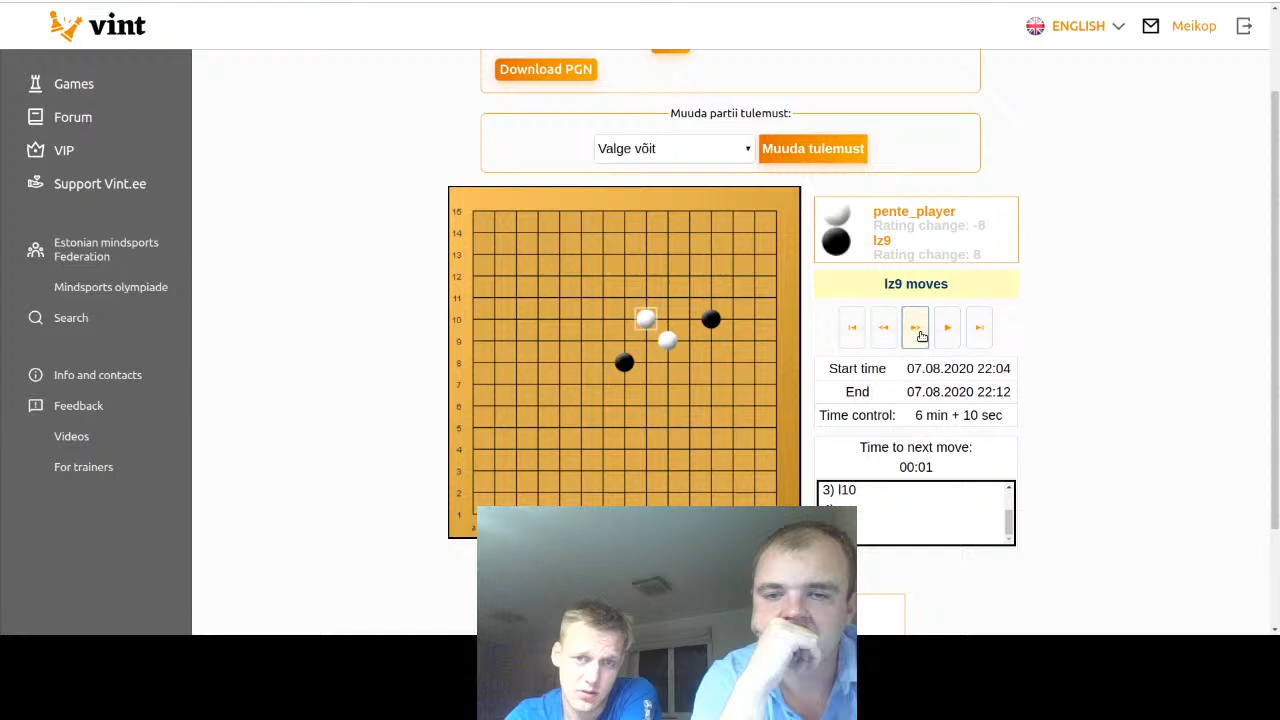 vint
ENGLISH
Meikop
Games
Forum
VIP
Support Vint.ee
Estonian mindsports
Federation
Mindsports olympiade
Search
Info and contacts
Feedback
Videos
For trainers
Download PGN
Muuda partii tulemust:
Valge võit
Muuda tulemust
15
14
13
12
11
10
9
8
7
6
5
4
3
2
1
pente_player
Rating change: -8
lz9
Rating change: 8
lz9 moves
Start time 07.08.2020 22:04
End 07.08.2020 22:12
Time control: 6 min + 10 sec
Time to next move:
00:01
3) l10